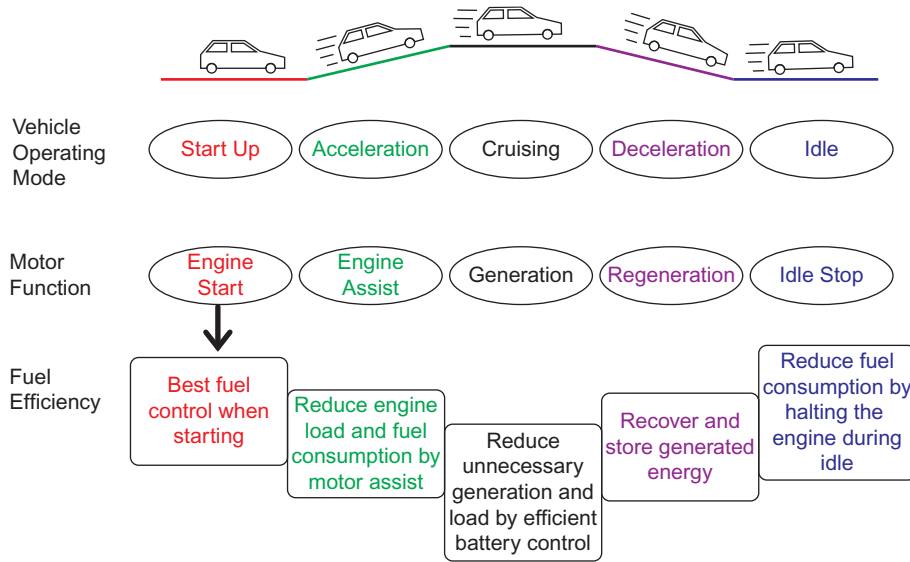 Vehicle
Operating
Mode
Start Up
Acceleration
Cruising
Deceleration
Idle
Motor
Function
Engine
Start
Engine
Assist
Generation
Regeneration
Idle Stop
Fuel
Efficiency
Best fuel
control when
starting
Reduce engine
load and fuel
consumption by
motor assist
Reduce
unnecessary
generation and
load by efficient
battery control
Recover and
store generated
energy
Reduce fuel
consumption by
halting the
engine during
idle